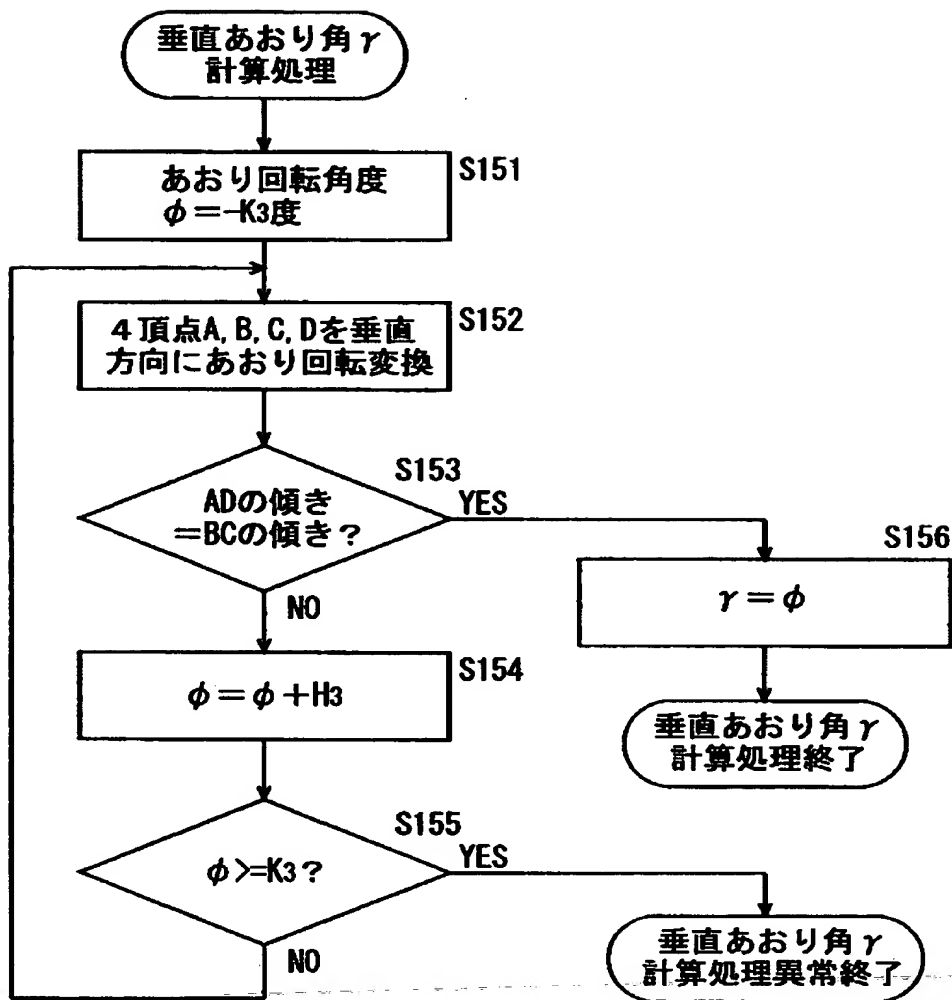 垂直あおり角γ
計算処理
S151
あおり回転角度
φ=-K3度
S152
4頂点A,B,C,Dを垂直
方向にあおり回転変換
S153
ADの傾き
=BCの傾き?
YES
NO
S156
γ=φ
S154
φ=φ+H3
垂直あおり角γ
計算処理終了
S155
φ>=K3?
YES
NO
垂直あおり角γ
計算処理異常終了